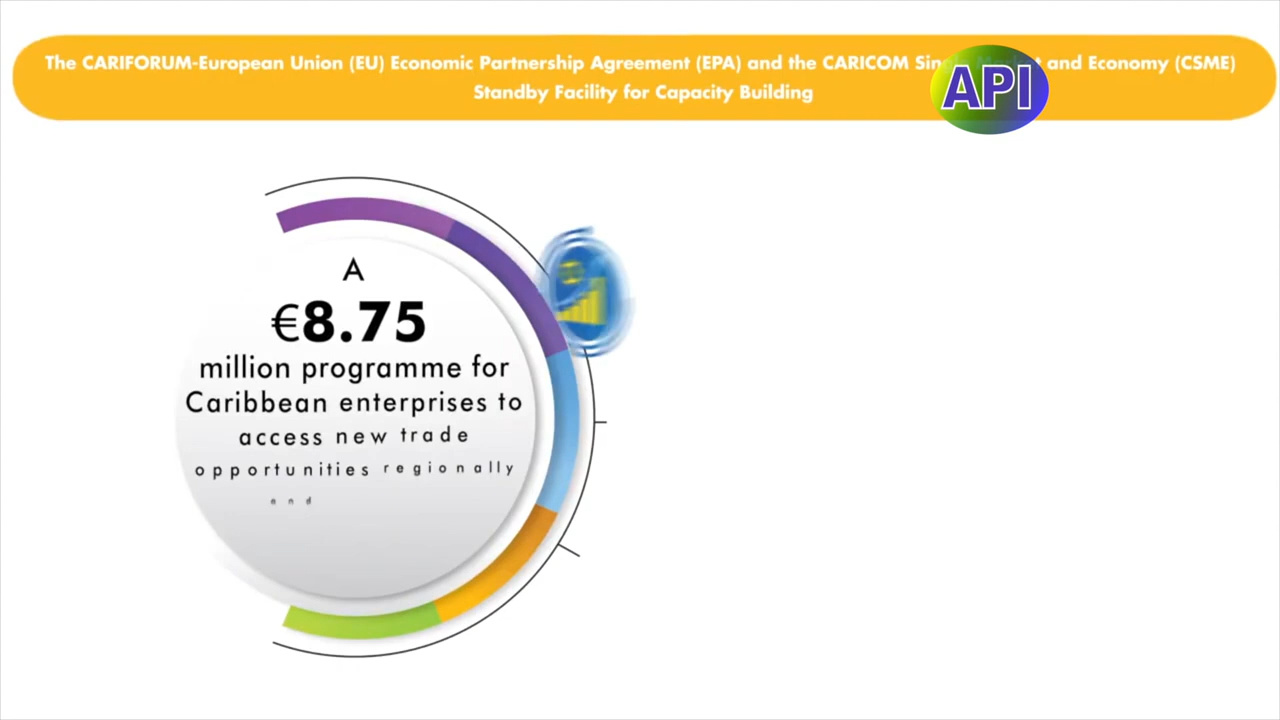 The CARIFORUM-European Union (EU) Economic Partnership Agreement (EPA) and the CARICOM and Economy (CSME)
Standby Facility for Capacity Building
API
A
€8.75
million programme for
Caribbean enterprises to
access new trade
opportunities regionally
and